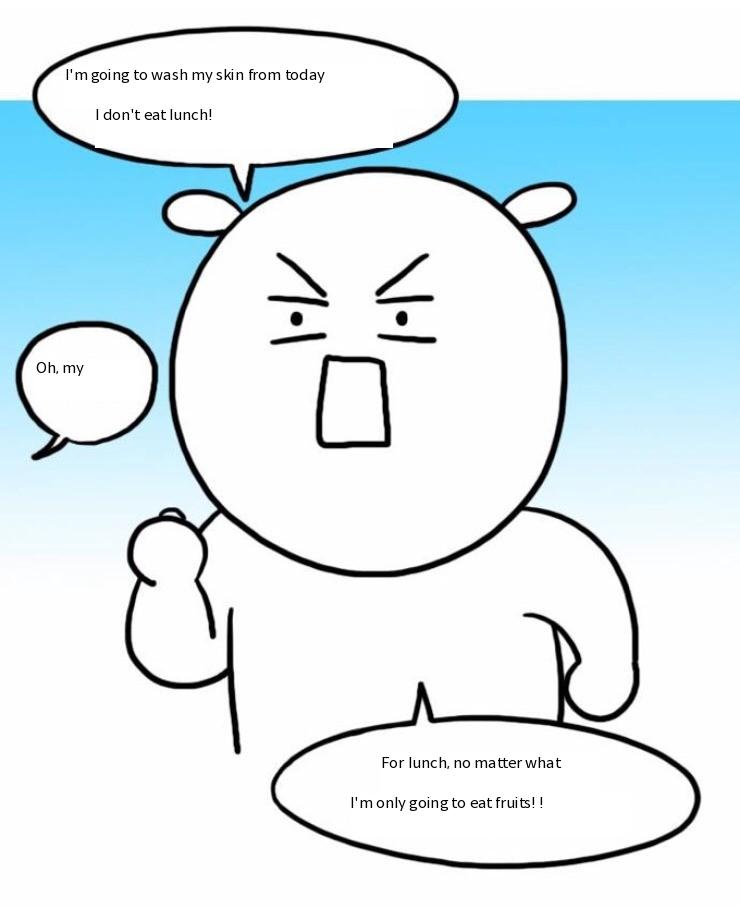 I'm going to wash my skin from today
I don't eat lunch!
Oh, my
For lunch, no matter what
I'm only going to eat fruits! !